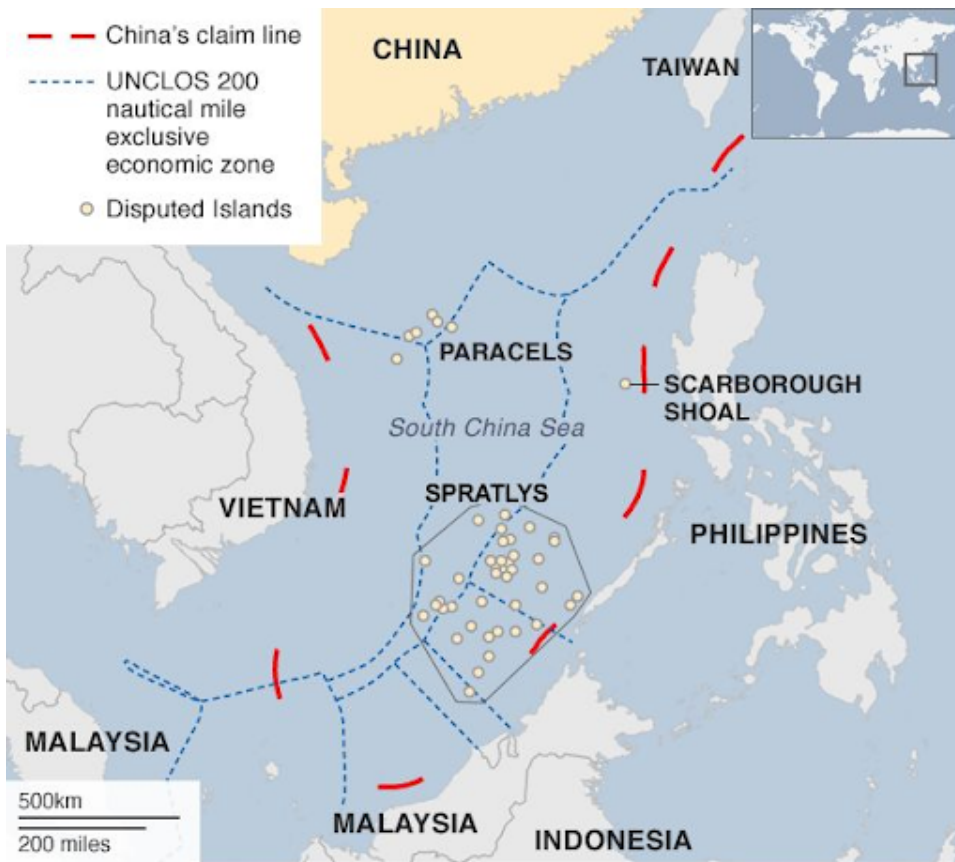 China's claim line
UNCLOS 200
nautical mile
exclusive
economic zone
Disputed Islands
CHINA
TAIWAN
PARACELS
SCARBOROUGH
SHOAL
South China Sea
SPRATLYS
VIETNAM
PHILIPPINES
MALAYSIA
500km
200 miles
MALAYSIA
INDONESIA